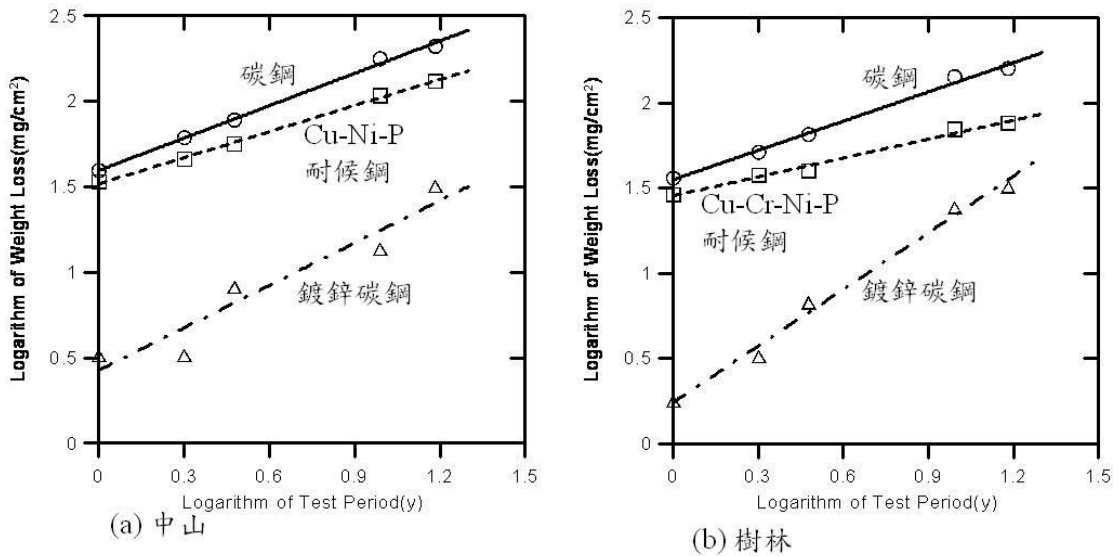 2.5
2
1.5
1
0.5
0
Logarithm of Weight Loss(mg/cm²)
碳鋼
Cu-Ni-P
耐候鋼
鍍鋅碳鋼
0 0.3 0.6 0.9 1.2 1.5
Logarithm of Test Period(y)
(a) 中山
2.5
2
1.5
1
0.5
0
Logarithm of Weight Loss(mg/cm²)
碳鋼
Cu-Cr-Ni-P
耐候鋼
鍍鋅碳鋼
0 0.3 0.6 0.9 1.2 1.5
Logarithm of Test Period(y)
(b) 樹林